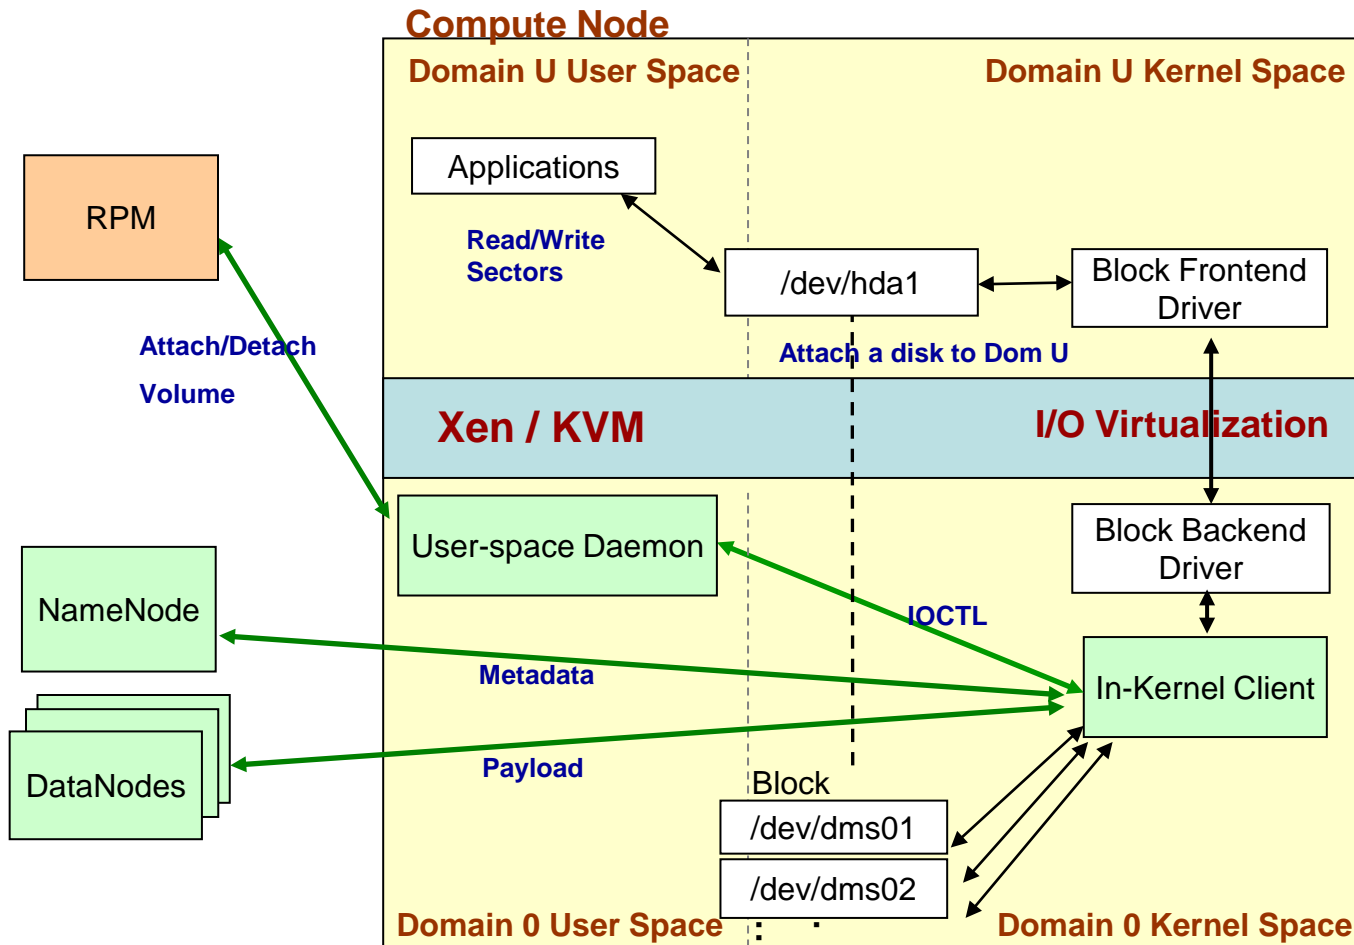 Compute Node
Domain U User Space
Domain U Kernel Space
Applications
RPM
Read/Write
Sectors
/dev/hda1
Block Frontend
Driver
Attach/Detach
Volume
Attach a disk to Dom U
Xen / KVM
I/O Virtualization
User-space Daemon
Block Backend
Driver
NameNode
IOCTL
Metadata
In-Kernel Client
DataNodes
Payload
Block
/dev/dms01
/dev/dms02
Domain 0 User Space
Domain 0 Kernel Space